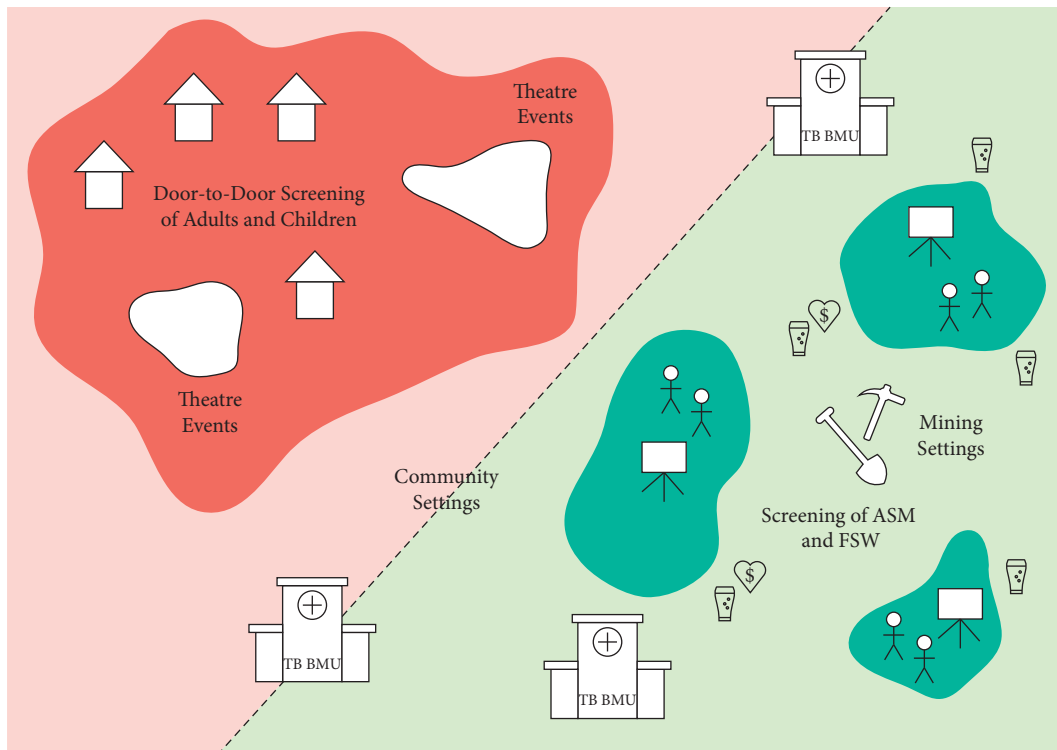 Theatre
Events
TB BMU
Door-to-Door Screening
of Adults and Children
$
Theatre
Events
Mining
Settings
Community
Settings
Screening of ASM
and FSW
$
TB BMU
TB BMU